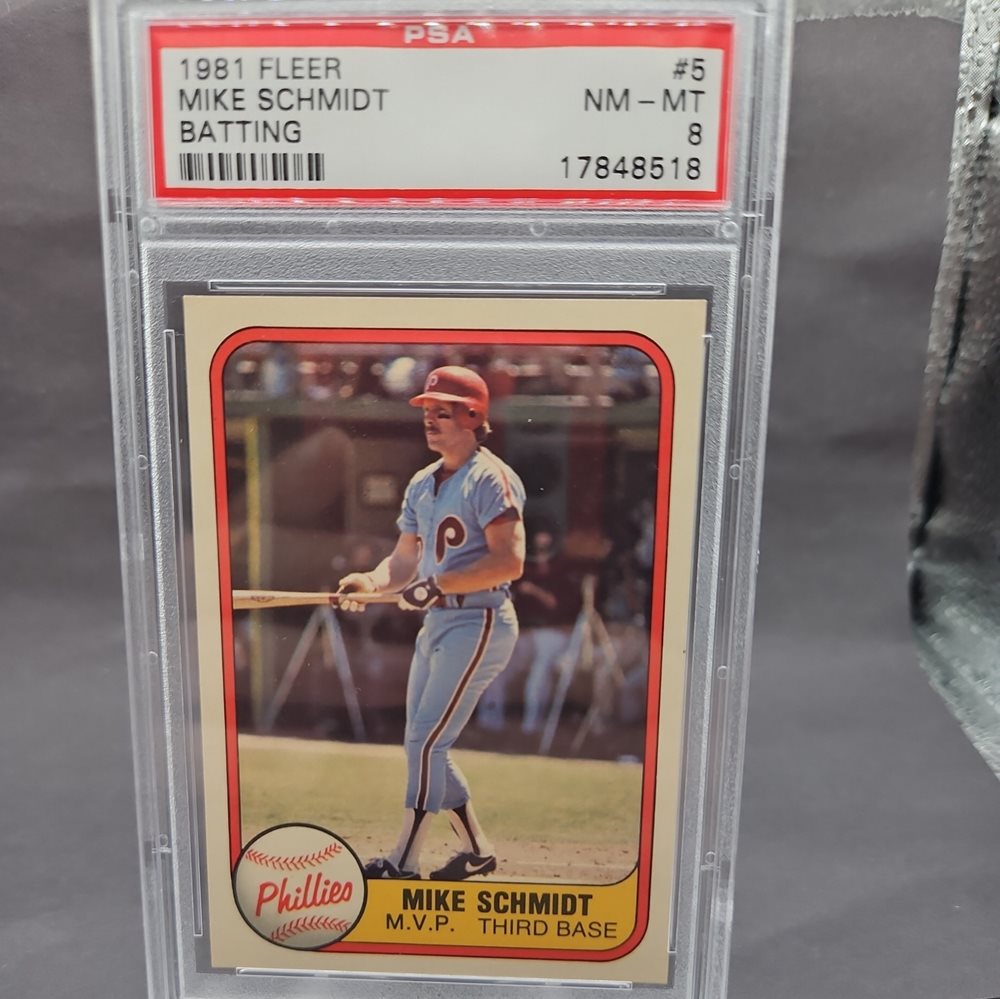 PSA
1981 FLEER #5
MIKE SCHMIDT NM - MT
BATTING 8
17848518
P
P
Phillies
MIKE SCHMIDT
M.V.P. THIRD BASE